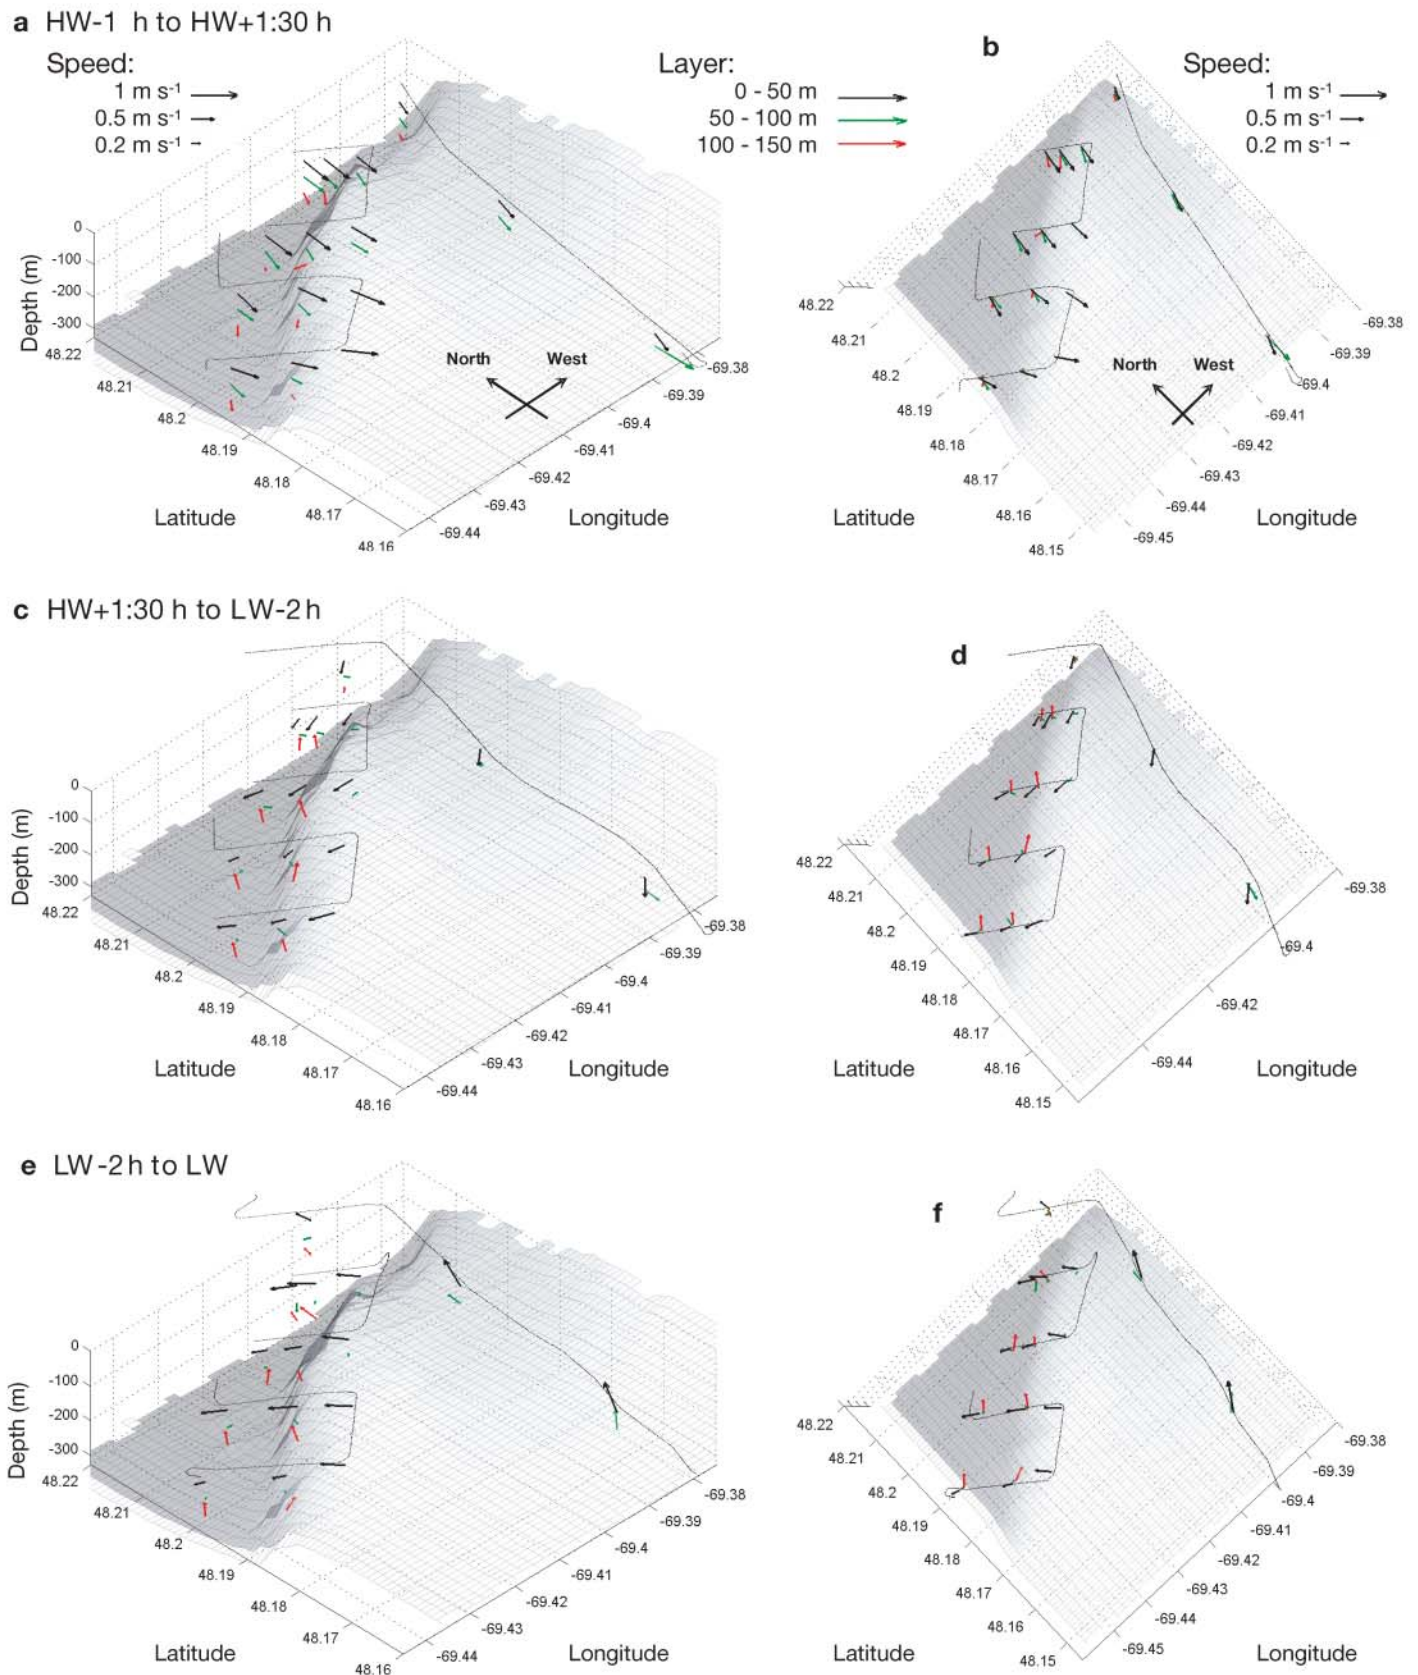 a HW-1 h to HW+1:30 h
Speed:
1 m s-1
0.5 m s-1
0.2 m s-1
Layer:
0 - 50 m
50 - 100 m
100 - 150 m
b
Speed:
1 m s-1
0.5 m s-1
0.2 m s-1
Depth (m)
0
-100
-200
-300
48.22
48.21
48.2
48.19
48.18
48.17
48.16
Latitude
North
West
-69.38
-69.39
-69.4
-69.41
-69.42
-69.43
-69.44
Longitude
48.22
48.21
48.2
48.19
48.18
48.17
48.16
48.15
Latitude
North
West
-69.38
-69.39
-69.4
-69.41
-69.42
-69.43
-69.44
-69.45
Longitude
c HW+1:30 h to LW-2 h
Depth (m)
0
-100
-200
-300
48.22
48.21
48.2
48.19
48.18
48.17
48.16
Latitude
-69.38
-69.39
-69.4
-69.41
-69.42
-69.43
-69.44
Longitude
d
48.22
48.21
48.2
48.19
48.18
48.17
48.16
48.15
Latitude
-69.38
-69.4
-69.42
-69.44
Longitude
e LW-2 h to LW
Depth (m)
0
-100
-200
-300
48.22
48.21
48.2
48.19
48.18
48.17
48.16
Latitude
-69.38
-69.39
-69.4
-69.41
-69.42
-69.43
-69.44
Longitude
f
48.22
48.21
48.2
48.19
48.18
48.17
48.16
48.15
Latitude
-69.38
-69.39
-69.4
-69.41
-69.42
-69.43
-69.44
-69.45
Longitude